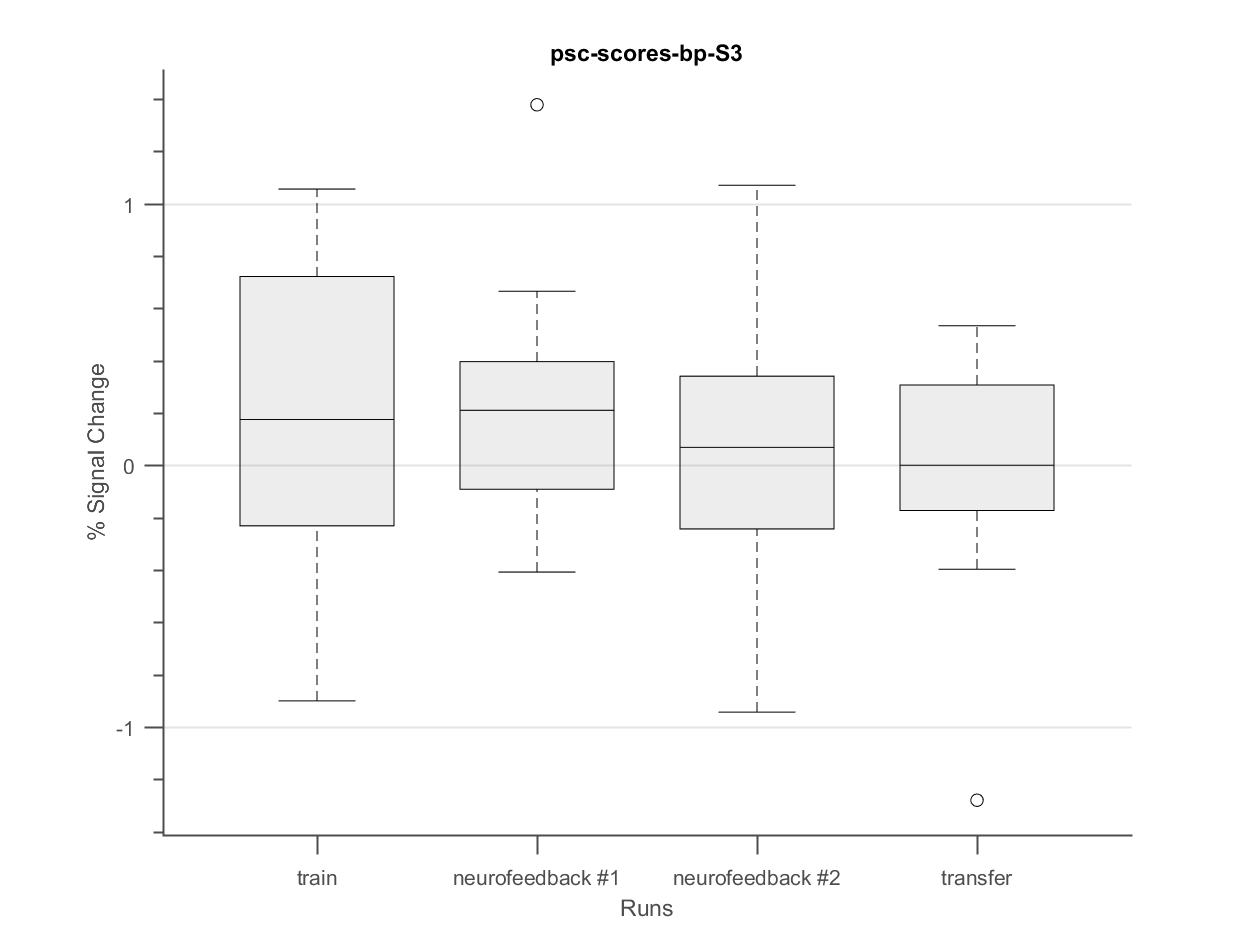 psc-scores-bp-S3
1
0
-1
% Signal Change
train
neurofeedback #1
neurofeedback #2
transfer
Runs